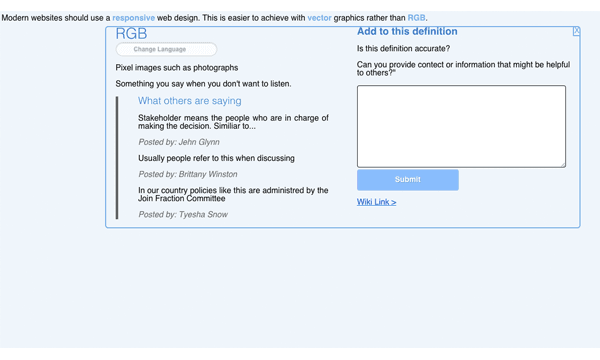 Modern websites should use a responsive web design. This is easier to achieve with vector graphics rather than RGB.
RGB
Change Language
Pixel images such as photographs
Something you say when you don't want to listen.
What others are saying
Stakeholder means the people who are in charge of
making the decision. Similiar to...
Posted by: Jehn Glynn
Usually people refer to this when discussing
Posted by: Brittany Winston
In our country policies like this are administred by the
Join Fraction Committee
Posted by: Tyesha Snow
Add to this definition
X
Is this definition accurate?
Can you provide contect or information that might be helpful
to others?"
Submit
Wiki Link >